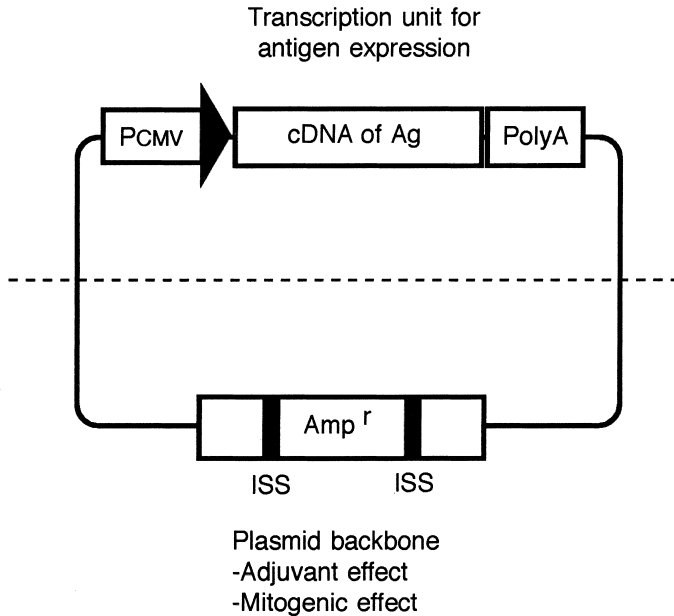 Transcription unit for
antigen expression
PCMV
cDNA of Ag
PolyA
Amp r
ISS
ISS
Plasmid backbone
-Adjuvant effect
-Mitogenic effect